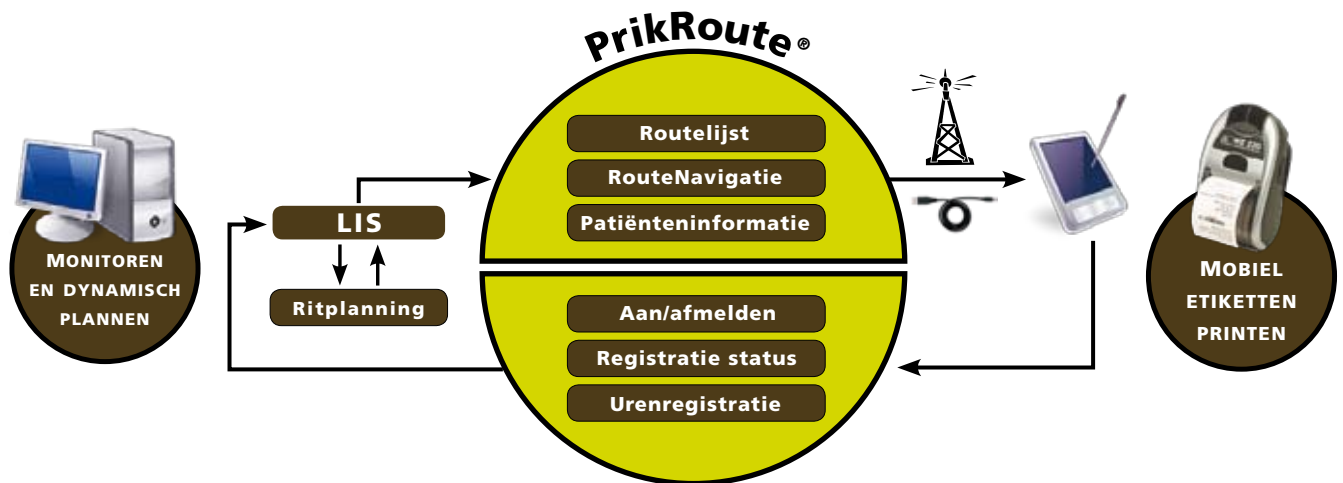 PrikRoute®
Routelijst
RouteNavigatie
Patiënteninformatie
LIS
Ritplanning
MONITOREN
EN DYNAMISCH
PLANNEN
Aan/afmelden
Registratie status
Urenregistratie
MOBIEL
ETIKETTEN
PRINTEN